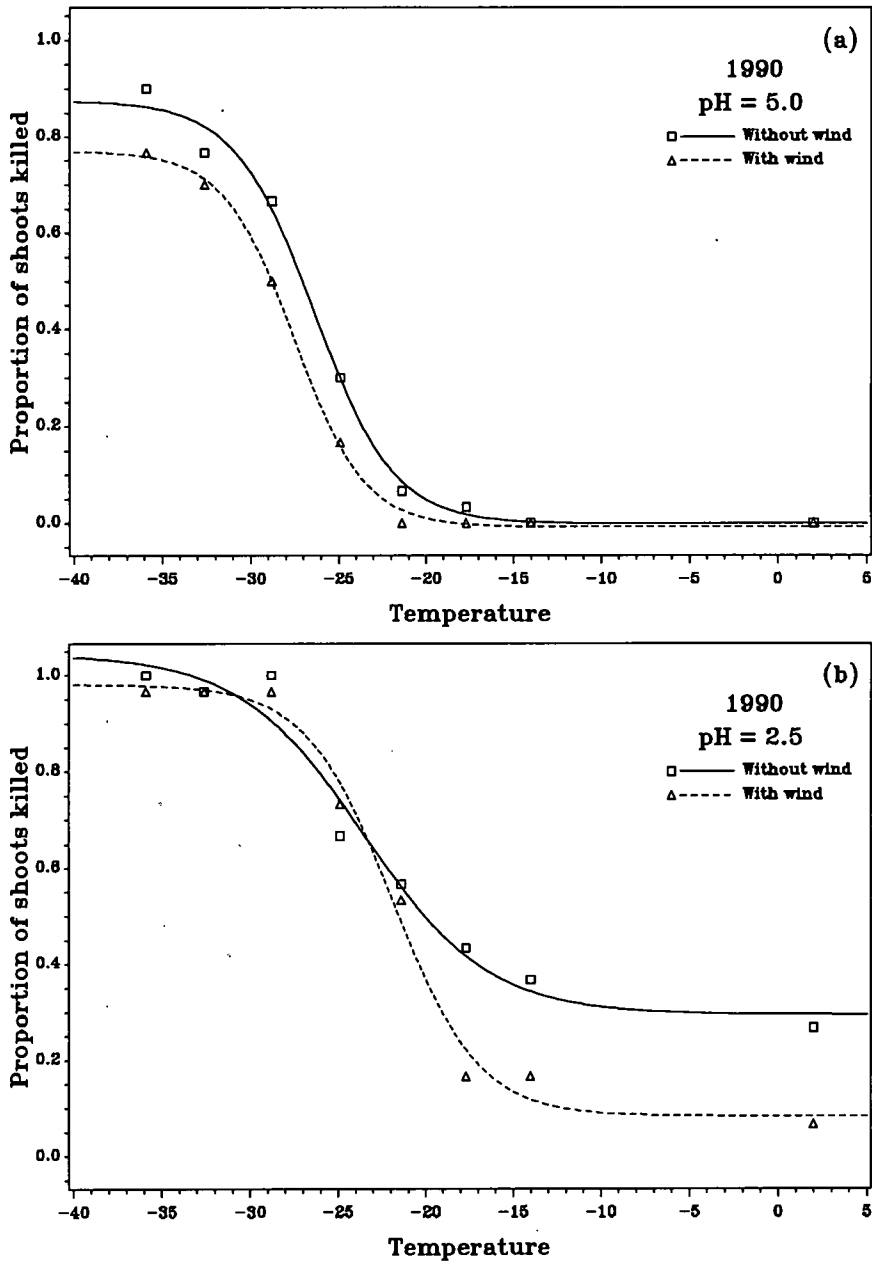 (a)
1990
pH = 5.0
Without wind
With wind
Proportion of shoots killed
1.0
0.8
0.6
0.4
0.2
0.0
-40 -35 -30 -25 -20 -15 -10 -5 0 5
Temperature
(b)
1990
pH = 2.5
Without wind
With wind
Proportion of shoots killed
1.0
0.8
0.6
0.4
0.2
0.0
-40 -35 -30 -25 -20 -15 -10 -5 0 5
Temperature